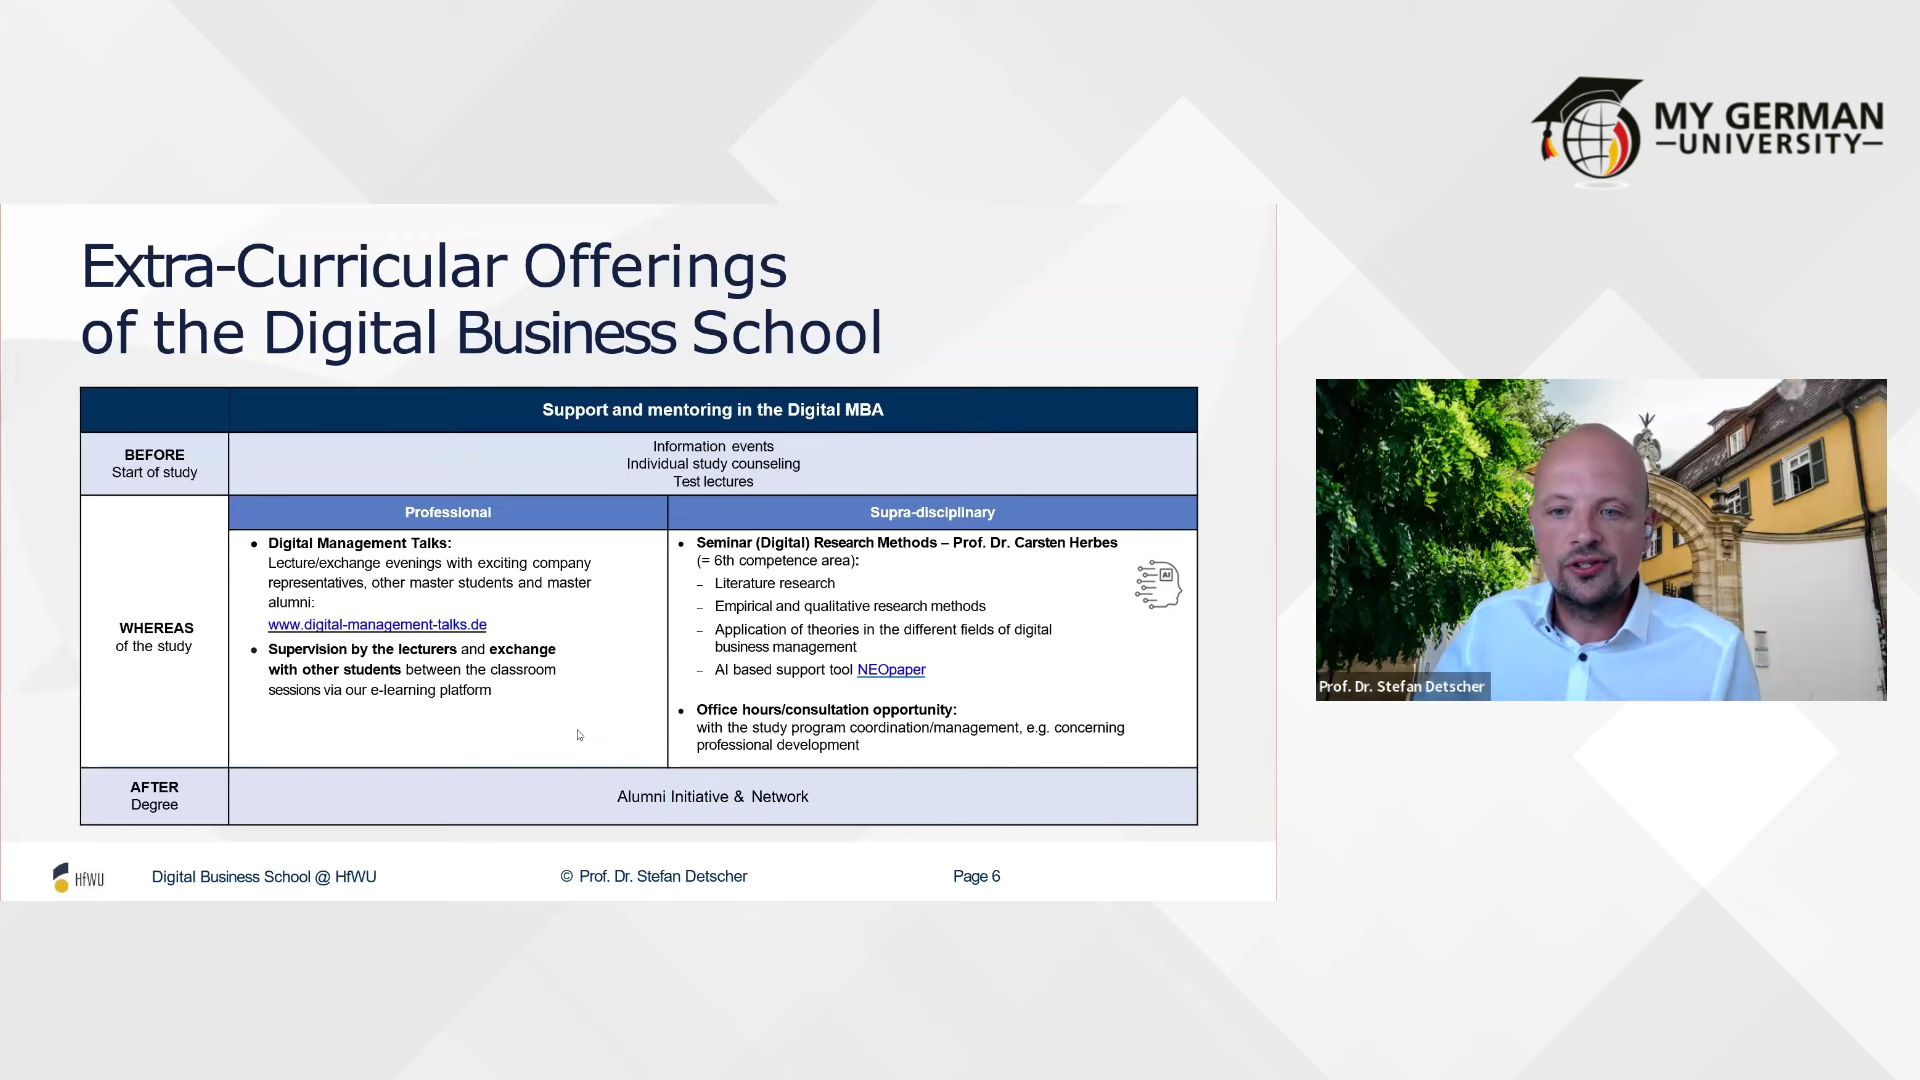 MY GERMAN
UNIVERSITY
Extra-Curricular Offerings
of the Digital Business School
Support and mentoring in the Digital MBA
BEFORE
Start of study
Information events
Individual study counseling
Test lectures
WHEREAS
of the study
Professional
• Digital Management Talks:
Lecture/exchange evenings with exciting company
representatives, other master students and master
alumni:
www.digital-management-talks.de
• Supervision by the lecturers and exchange
with other students between the classroom
sessions via our e-learning platform
Supra-disciplinary
• Seminar (Digital) Research Methods – Prof. Dr. Carsten Herbes
(= 6th competence area):
– Literature research
– Empirical and qualitative research methods
– Application of theories in the different fields of digital
business management
– AI based support tool NEOpaper
AI
• Office hours/consultation opportunity:
with the study program coordination/management, e.g. concerning
professional development
AFTER
Degree
Alumni Initiative & Network
HfWU
Digital Business School @ HfWU
© Prof. Dr. Stefan Detscher
Page 6
Prof. Dr. Stefan Detscher